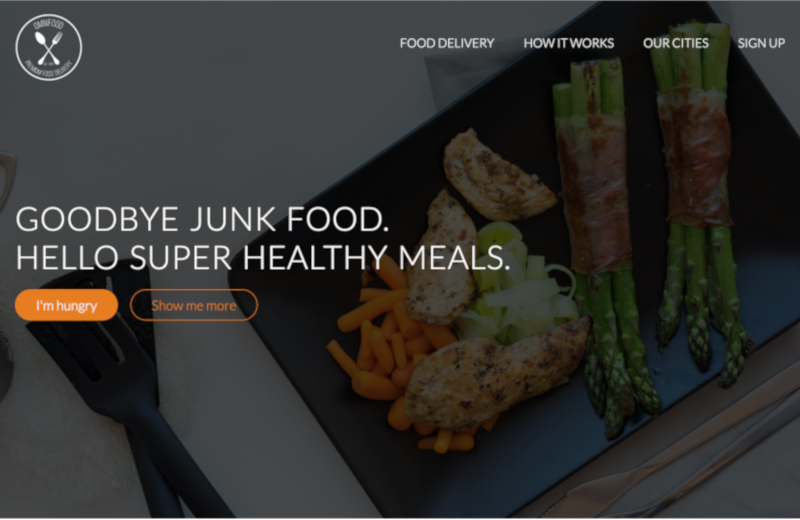 OMNIFOOD
PREMIUM FOOD DELIVERY
FOOD DELIVERY
HOW IT WORKS
OUR CITIES
SIGN UP
GOODBYE JUNK FOOD.
HELLO SUPER HEALTHY MEALS.
I'm hungry
Show me more